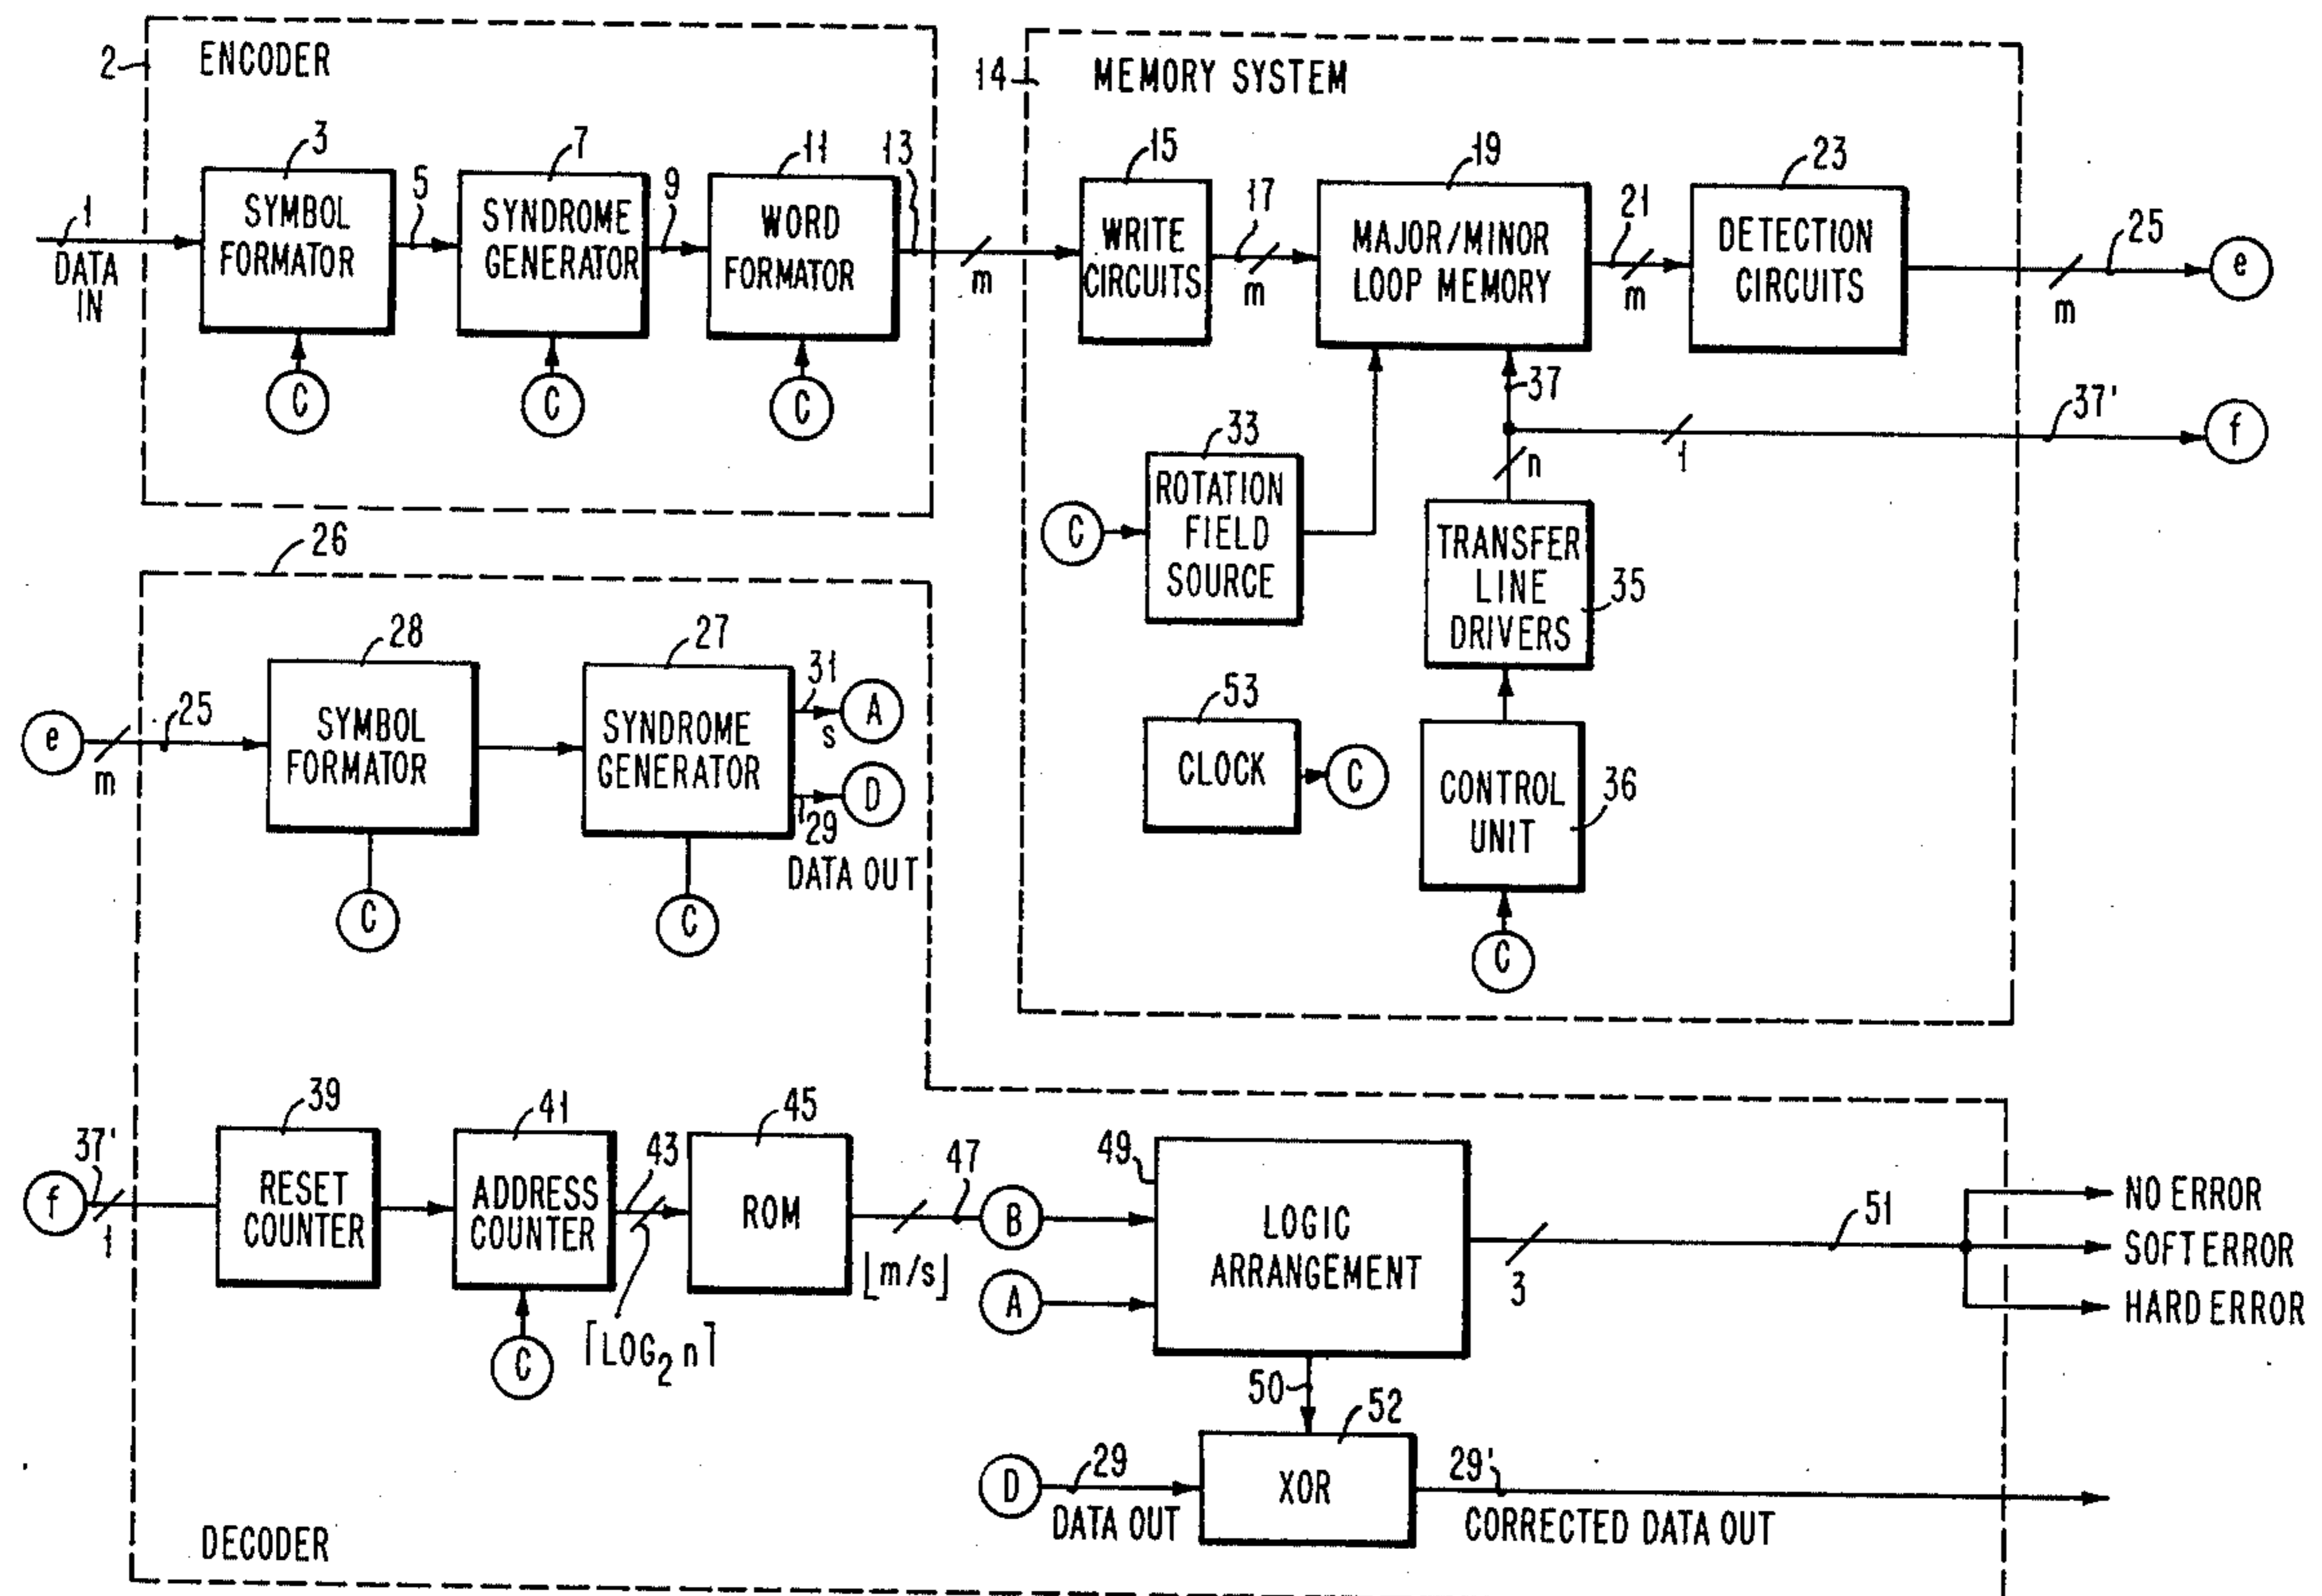 2
ENCODER
3
SYMBOL
FORMATOR
5
7
SYNDROME
GENERATOR
9
11
WORD
FORMATOR
13
1
DATA
IN
m
C
C
C
14
MEMORY SYSTEM
15
WRITE
CIRCUITS
17
m
19
MAJOR/MINOR
LOOP MEMORY
21
m
23
DETECTION
CIRCUITS
25
m
e
37
37'
1
f
n
33
ROTATION
FIELD
SOURCE
C
TRANSFER
LINE
DRIVERS
35
53
CLOCK
C
CONTROL
UNIT
36
C
26
e
m
25
28
SYMBOL
FORMATOR
C
27
SYNDROME
GENERATOR
C
31
s
A
D
29
DATA OUT
f
37'
1
39
RESET
COUNTER
41
ADDRESS
COUNTER
C
43
⌈LOG2 n⌉
45
ROM
47
⌊m/s⌋
B
A
49
LOGIC
ARRANGEMENT
3
51
NO ERROR
SOFT ERROR
HARD ERROR
50
52
XOR
D
29
DATA OUT
29'
CORRECTED DATA OUT
DECODER